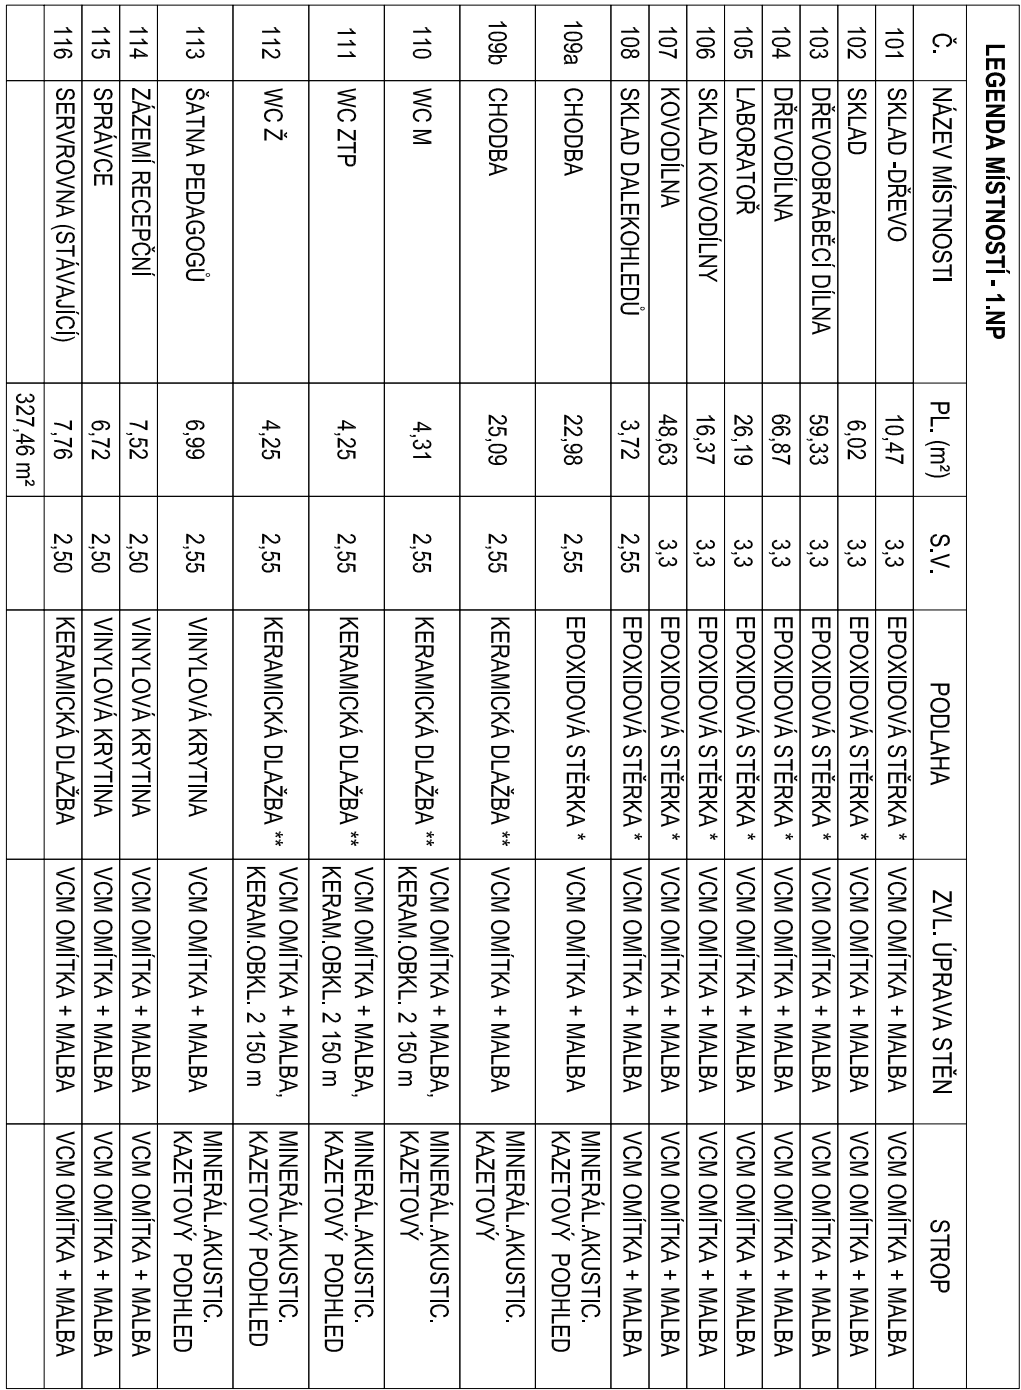 LEGENDA MÍSTNOSTÍ - 1.NP
Č. NÁZEV MÍSTNOSTI PL. (m²) S.V. PODLAHA ZVL. ÚPRAVA STĚN STROP
101 SKLAD -DŘEVO 10,47 3,3 EPOXIDOVÁ STĚRKA * VCM OMÍTKA + MALBA VCM OMÍTKA + MALBA
102 SKLAD 6,02 3,3 EPOXIDOVÁ STĚRKA * VCM OMÍTKA + MALBA VCM OMÍTKA + MALBA
103 DŘEVOOBRÁBĚCÍ DÍLNA 59,33 3,3 EPOXIDOVÁ STĚRKA * VCM OMÍTKA + MALBA VCM OMÍTKA + MALBA
104 DŘEVODÍLNA 66,87 3,3 EPOXIDOVÁ STĚRKA * VCM OMÍTKA + MALBA VCM OMÍTKA + MALBA
105 LABORATOŘ 26,19 3,3 EPOXIDOVÁ STĚRKA * VCM OMÍTKA + MALBA VCM OMÍTKA + MALBA
106 SKLAD KOVODÍLNY 16,37 3,3 EPOXIDOVÁ STĚRKA * VCM OMÍTKA + MALBA VCM OMÍTKA + MALBA
107 KOVODÍLNA 48,63 3,3 EPOXIDOVÁ STĚRKA * VCM OMÍTKA + MALBA VCM OMÍTKA + MALBA
108 SKLAD DALEKOHLEDŮ 3,72 2,55 EPOXIDOVÁ STĚRKA * VCM OMÍTKA + MALBA VCM OMÍTKA + MALBA
109a CHODBA 22,98 2,55 EPOXIDOVÁ STĚRKA * VCM OMÍTKA + MALBA MINERÁL.AKUSTIC.
KAZETOVÝ PODHLED
109b CHODBA 25,09 2,55 KERAMICKÁ DLAŽBA ** VCM OMÍTKA + MALBA MINERÁL.AKUSTIC.
KAZETOVÝ
110 WC M 4,31 2,55 KERAMICKÁ DLAŽBA ** VCM OMÍTKA + MALBA, MINERÁL.AKUSTIC.
KERAM.OBKL. 2 150 m KAZETOVÝ
111 WC ZTP 4,25 2,55 KERAMICKÁ DLAŽBA ** VCM OMÍTKA + MALBA, MINERÁL.AKUSTIC.
KERAM.OBKL. 2 150 m KAZETOVÝ PODHLED
112 WC Ž 4,25 2,55 KERAMICKÁ DLAŽBA ** VCM OMÍTKA + MALBA, MINERÁL.AKUSTIC.
KERAM.OBKL. 2 150 m KAZETOVÝ PODHLED
113 ŠATNA PEDAGOGŮ 6,99 2,55 VINYLOVÁ KRYTINA VCM OMÍTKA + MALBA MINERÁL.AKUSTIC.
KAZETOVÝ PODHLED
114 ZÁZEMÍ RECEPČNÍ 7,52 2,50 VINYLOVÁ KRYTINA VCM OMÍTKA + MALBA VCM OMÍTKA + MALBA
115 SPRÁVCE 6,72 2,50 VINYLOVÁ KRYTINA VCM OMÍTKA + MALBA VCM OMÍTKA + MALBA
116 SERVROVNA (STÁVAJÍCÍ) 7,76 2,50 KERAMICKÁ DLAŽBA VCM OMÍTKA + MALBA VCM OMÍTKA + MALBA
327,46 m²